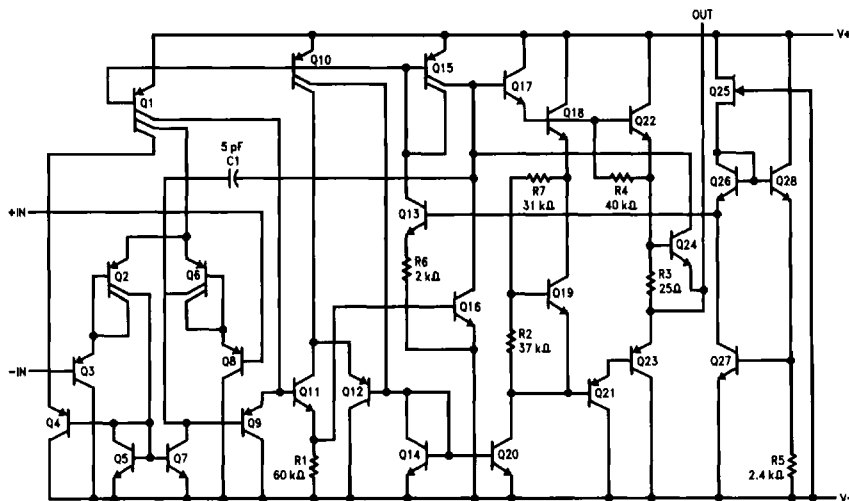 OUT
V+
Q10
Q15
Q17
Q25
Q1
Q18
Q22
5 pF
C1
R7
31 kΩ
R4
40 kΩ
Q26
Q28
+IN
Q13
Q24
R6
2 kΩ
Q2
Q6
R3
25Ω
Q16
Q19
R2
37 kΩ
-IN
Q3
Q8
Q23
Q27
Q4
Q9
Q11
Q12
Q21
Q5
Q7
R1
60 kΩ
Q14
Q20
R5
2.4 kΩ
V-